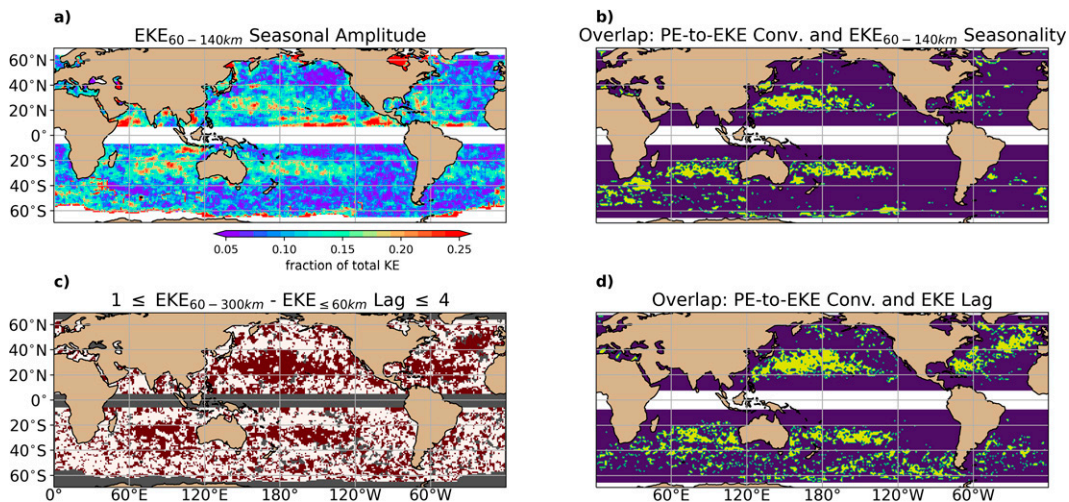 a)
EKE60−140km Seasonal Amplitude
60°N
40°N
20°N
0°
20°S
40°S
60°S
0.05 0.10 0.15 0.20 0.25
fraction of total KE
b)
Overlap: PE-to-EKE Conv. and EKE60−140km Seasonality
c)
1 ≤ EKE60−300km - EKE≤60km Lag ≤ 4
60°N
40°N
20°N
0°
20°S
40°S
60°S
0° 60°E 120°E 180° 120°W 60°W
d)
Overlap: PE-to-EKE Conv. and EKE Lag
60°E 120°E 180° 120°W 60°W